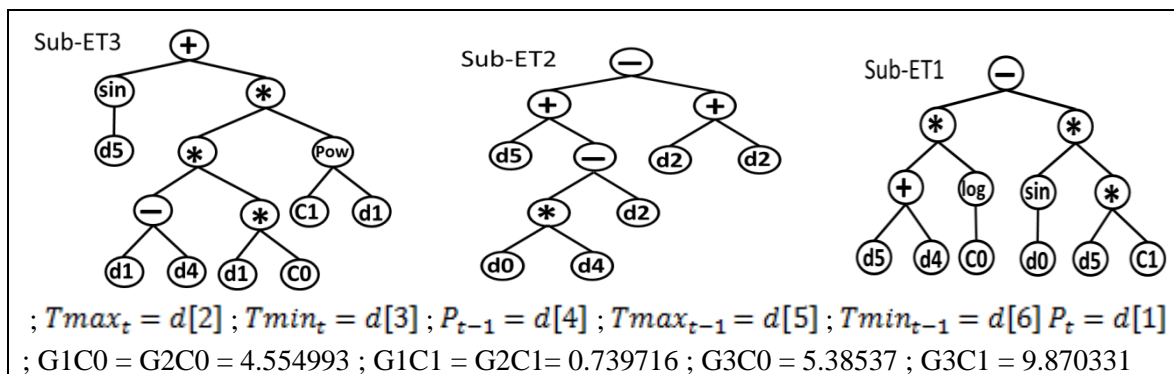 Sub-ET3 + Sub-ET2 − Sub-ET1 −
sin * + + * *
d5 * Pow d5 − d2 d2 + log sin *
− * C1 d1 * d2 d5 d4 C0 d0 d5 C1
d1 d4 d1 C0 d0 d4
; Tmax_t = d[2] ; Tmin_t = d[3] ; P_{t−1} = d[4] ; Tmax_{t−1} = d[5] ; Tmin_{t−1} = d[6] P_t = d[1]
; G1C0 = G2C0 = 4.554993 ; G1C1 = G2C1= 0.739716 ; G3C0 = 5.38537 ; G3C1 = 9.870331